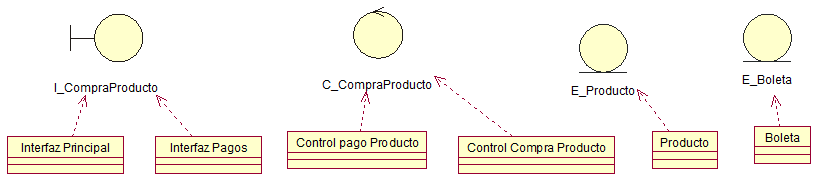 I_CompraProducto
C_CompraProducto
E_Producto
E_Boleta
Interfaz Principal
Interfaz Pagos
Control pago Producto
Control Compra Producto
Producto
Boleta